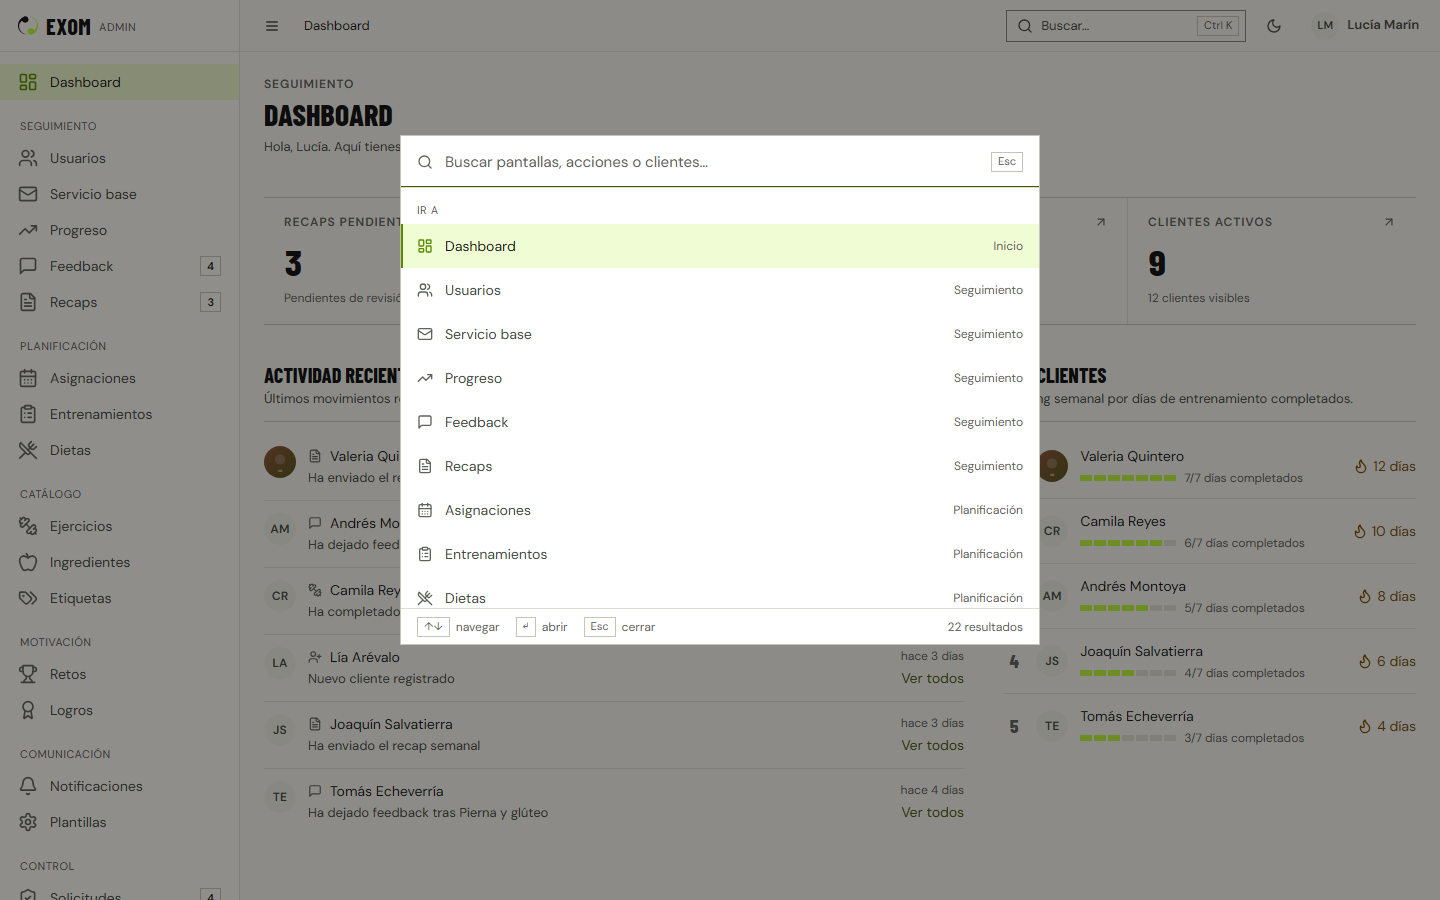 EXOM ADMIN
Dashboard
Buscar...
Ctrl K
LM
Lucía Marín
Dashboard
SEGUIMIENTO
Usuarios
Servicio base
Progreso
Feedback 4
Recaps 3
PLANIFICACIÓN
Asignaciones
Entrenamientos
Dietas
CATÁLOGO
Ejercicios
Ingredientes
Etiquetas
MOTIVACIÓN
Retos
Logros
COMUNICACIÓN
Notificaciones
Plantillas
CONTROL
Solicitudes 4
SEGUIMIENTO
DASHBOARD
Hola, Lucía. Aquí tienes
RECAPS PENDIENT
3
Pendientes de revisió
CLIENTES ACTIVOS
9
12 clientes visibles
Buscar pantallas, acciones o clientes...
Esc
IR A
Dashboard Inicio
Usuarios Seguimiento
Servicio base Seguimiento
Progreso Seguimiento
Feedback Seguimiento
Recaps Seguimiento
Asignaciones Planificación
Entrenamientos Planificación
Dietas Planificación
↑↓ navegar ↵ abrir Esc cerrar 22 resultados
ACTIVIDAD RECIENT
Últimos movimientos r
Valeria Qui
Ha enviado el re
AM
Andrés Mo
Ha dejado feed
CR
Camila Rey
Ha completado
LA
Lía Arévalo hace 3 días
Nuevo cliente registrado Ver todos
JS
Joaquín Salvatierra hace 3 días
Ha enviado el recap semanal Ver todos
TE
Tomás Echeverría hace 4 días
Ha dejado feedback tras Pierna y glúteo Ver todos
CLIENTES
ng semanal por días de entrenamiento completados.
Valeria Quintero
7/7 días completados
12 días
CR
Camila Reyes
6/7 días completados
10 días
AM
Andrés Montoya
5/7 días completados
8 días
4 JS
Joaquín Salvatierra
4/7 días completados
6 días
5 TE
Tomás Echeverría
3/7 días completados
4 días